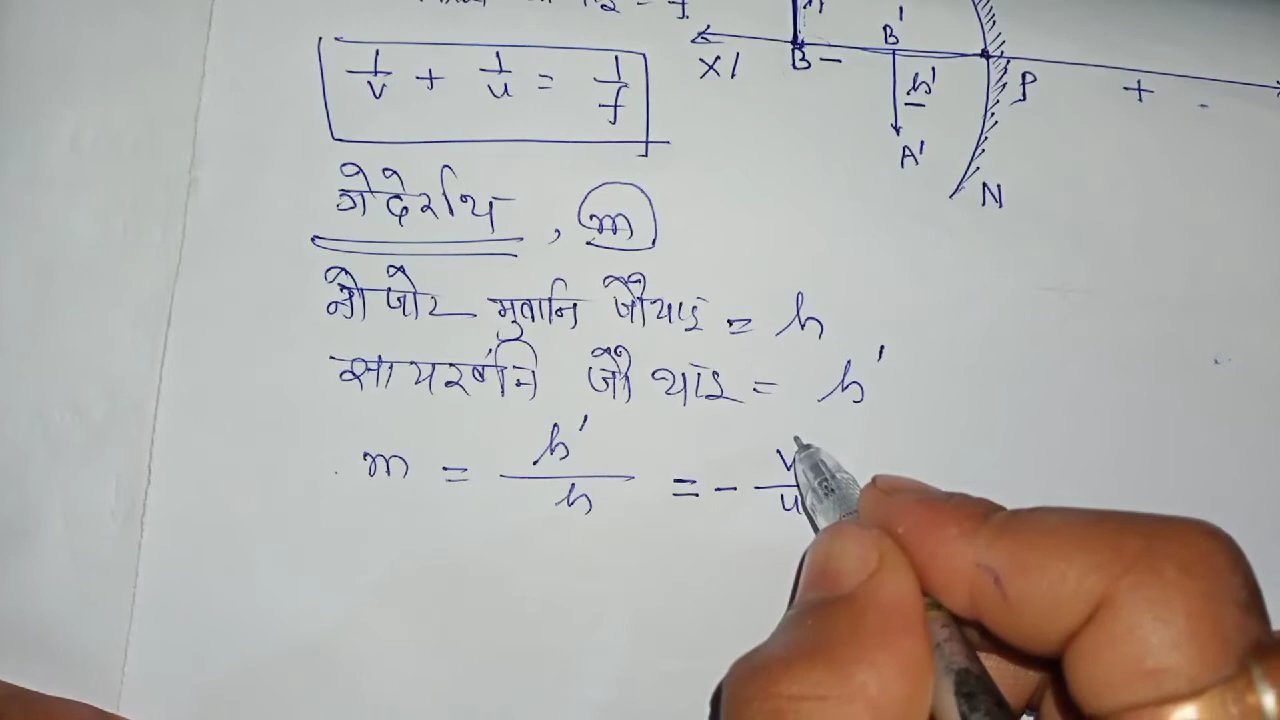 1/v + 1/u = 1/f
B'
X'
B -
h'
P
+
A'
N
गेदेरथि, m
नोजोर मुवानि जौथाइ = h
सायखंनि जौथाइ = h'
m = h'/h = - v/u